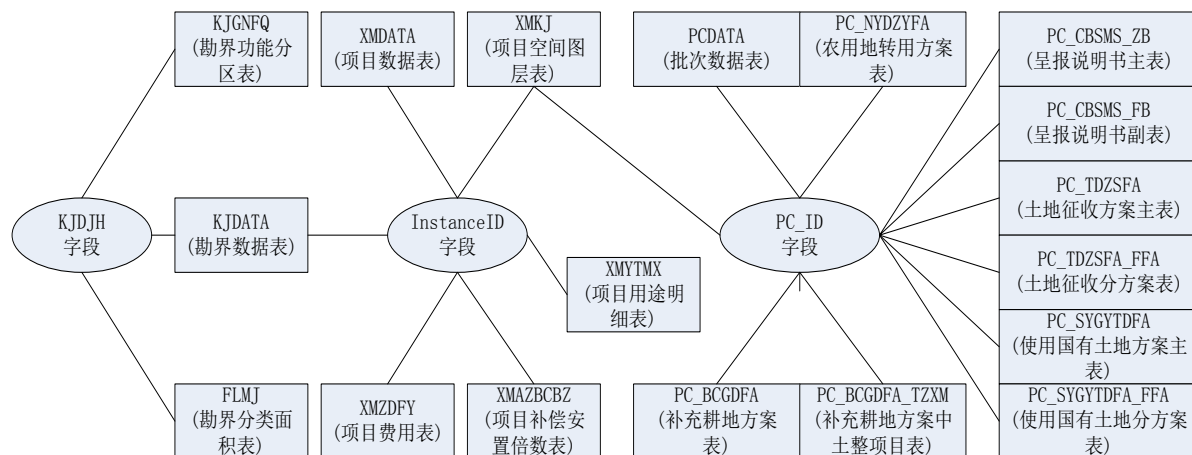 KJGNFQ
(勘界功能分
区表)
XMDATA
(项目数据表)
XMKJ
(项目空间图
层表)
PCDATA
(批次数据表)
PC_NYDZYFA
(农用地转用方案
表)
PC_CBSMS_ZB
(呈报说明书主表)
PC_CBSMS_FB
(呈报说明书副表)
KJDJH
字段
KJDATA
(勘界数据表)
InstanceID
字段
PC_ID
字段
PC_TDZSFA
(土地征收方案主表)
PC_TDZSFA_FFA
(土地征收分方案表)
XMYTMX
(项目用途明
细表)
PC_SYGYTDFA
(使用国有土地方案主
表)
FLMJ
(勘界分类面
积表)
XMZDFY
(项目费用表)
XMAZBCBZ
(项目补偿安
置倍数表)
PC_BCGDFA
(补充耕地方案
表)
PC_BCGDFA_TZXM
(补充耕地方案中
土整项目表)
PC_SYGYTDFA_FFA
(使用国有土地分方案
表)